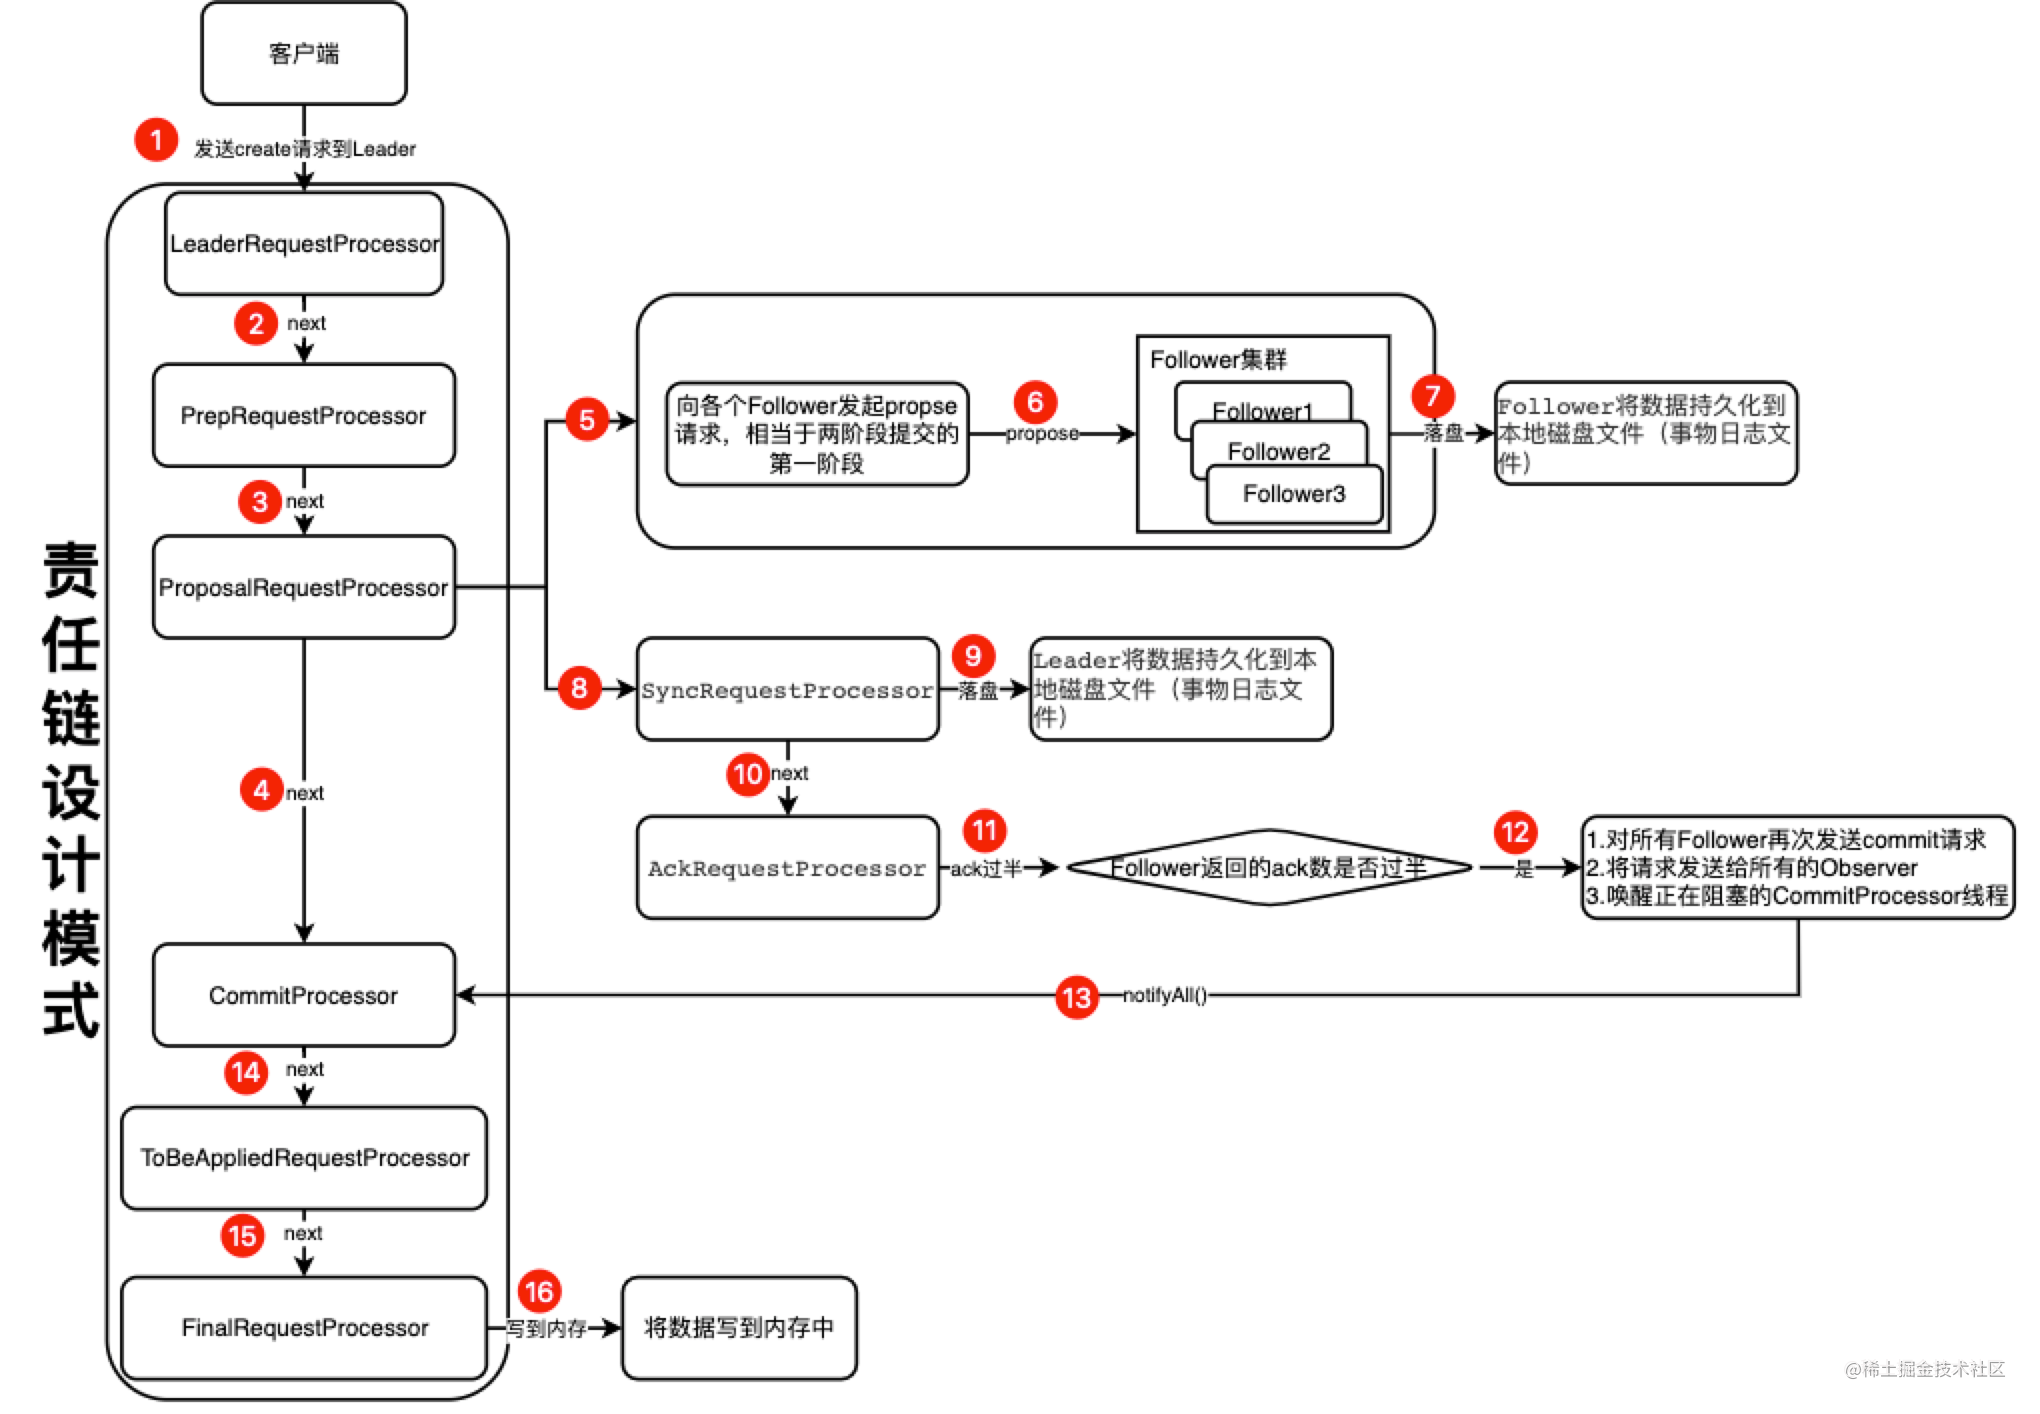 客户端
1
发送create请求到Leader
LeaderRequestProcessor
2
next
PrepRequestProcessor
3
next
ProposalRequestProcessor
4
next
责任链设计模式
5
向各个Follower发起propse
请求，相当于两阶段提交的
第一阶段
6
propose
Follower集群
Follower1
Follower2
Follower3
7
落盘
Follower将数据持久化到
本地磁盘文件（事物日志文
件）
8
SyncRequestProcessor
9
落盘
Leader将数据持久化到本
地磁盘文件（事物日志文
件）
10
next
AckRequestProcessor
11
ack过半
Follower返回的ack数是否过半
12
是
1.对所有Follower再次发送commit请求
2.将请求发送给所有的Observer
3.唤醒正在阻塞的CommitProcessor线程
13
notifyAll()
CommitProcessor
14
next
ToBeAppliedRequestProcessor
15
next
FinalRequestProcessor
16
写到内存
将数据写到内存中
@稀土掘金技术社区